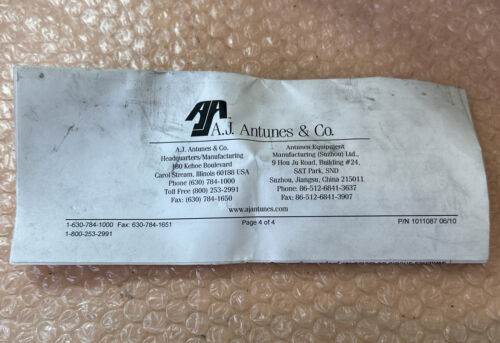 AJA
A.J. Antunes & Co.
A.J. Antunes & Co.
Headquarters/Manufacturing
180 Kehoe Boulevard
Carol Stream, Illinois 60188 USA
Phone (630) 784-1000
Toll Free (800) 253-2991
Fax: (630) 784-1650
Antunes Equipment
Manufacturing (Suzhou) Ltd.,
9 Hou Ju Road, Building #24,
S&T Park, SND
Suzhou, Jiangsu, China 215011
Phone: 86-512-6841-3637
Fax: 86-512-6841-3907
www.ajantunes.com
1-630-784-1000 Fax: 630-784-1651
1-800-253-2991
Page 4 of 4
P/N 1011087 06/10